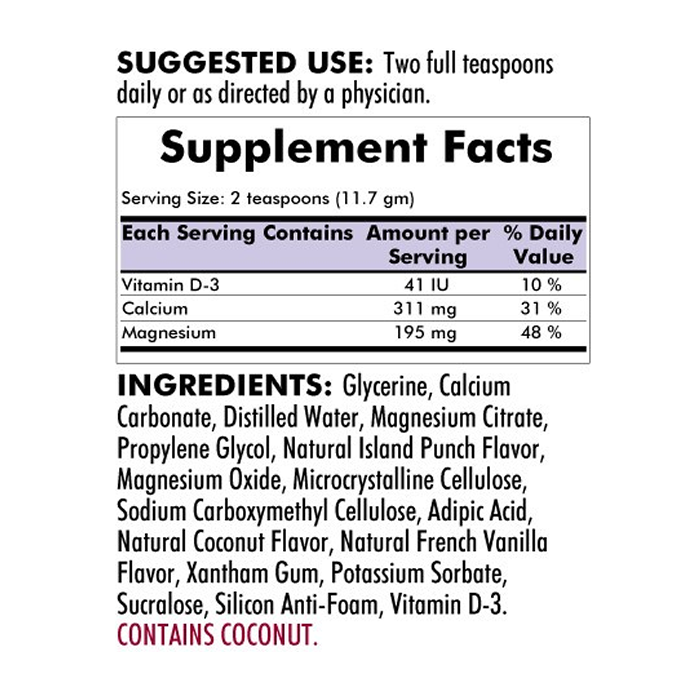 SUGGESTED USE: Two full teaspoons
daily or as directed by a physician.
Supplement Facts
Serving Size: 2 teaspoons (11.7 gm)
Each Serving Contains Amount per % Daily
Serving Value
Vitamin D-3 41 IU 10 %
Calcium 311 mg 31 %
Magnesium 195 mg 48 %
INGREDIENTS: Glycerine, Calcium
Carbonate, Distilled Water, Magnesium Citrate,
Propylene Glycol, Natural Island Punch Flavor,
Magnesium Oxide, Microcrystalline Cellulose,
Sodium Carboxymethyl Cellulose, Adipic Acid,
Natural Coconut Flavor, Natural French Vanilla
Flavor, Xantham Gum, Potassium Sorbate,
Sucralose, Silicon Anti-Foam, Vitamin D-3.
CONTAINS COCONUT.